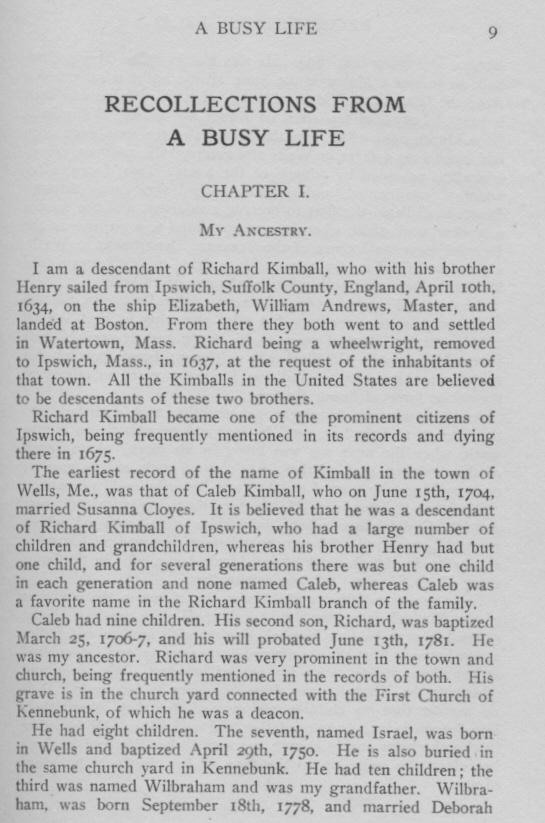 A BUSY LIFE 9
RECOLLECTIONS FROM
A BUSY LIFE
CHAPTER I.
My Ancestry.
I am a descendant of Richard Kimball, who with his brother
Henry sailed from Ipswich, Suffolk County, England, April 10th,
1634, on the ship Elizabeth, William Andrews, Master, and
landed at Boston. From there they both went to and settled
in Watertown, Mass. Richard being a wheelwright, removed
to Ipswich, Mass., in 1637, at the request of the inhabitants of
that town. All the Kimballs in the United States are believed
to be descendants of these two brothers.
Richard Kimball became one of the prominent citizens of
Ipswich, being frequently mentioned in its records and dying
there in 1675.
The earliest record of the name of Kimball in the town of
Wells, Me., was that of Caleb Kimball, who on June 15th, 1704,
married Susanna Cloyes. It is believed that he was a descendant
of Richard Kimball of Ipswich, who had a large number of
children and grandchildren, whereas his brother Henry had but
one child, and for several generations there was but one child
in each generation and none named Caleb, whereas Caleb was
a favorite name in the Richard Kimball branch of the family.
Caleb had nine children. His second son, Richard, was baptized
March 25, 1706-7, and his will probated June 13th, 1781. He
was my ancestor. Richard was very prominent in the town and
church, being frequently mentioned in the records of both. His
grave is in the church yard connected with the First Church of
Kennebunk, of which he was a deacon.
He had eight children. The seventh, named Israel, was born
in Wells and baptized April 29th, 1750. He is also buried in
the same church yard in Kennebunk. He had ten children; the
third was named Wilbraham and was my grandfather. Wilbra-
ham, was born September 18th, 1778, and married Deborah